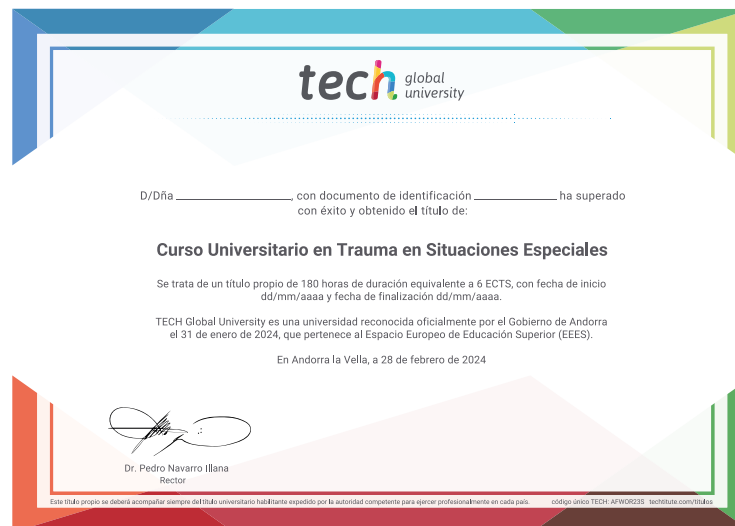 tech global
university
D/Dña ______________, con documento de identificación ______________ ha superado
con éxito y obtenido el título de:
Curso Universitario en Trauma en Situaciones Especiales
Se trata de un título propio de 180 horas de duración equivalente a 6 ECTS, con fecha de inicio
dd/mm/aaaa y fecha de finalización dd/mm/aaaa.
TECH Global University es una universidad reconocida oficialmente por el Gobierno de Andorra
el 31 de enero de 2024, que pertenece al Espacio Europeo de Educación Superior (EEES).
En Andorra la Vella, a 28 de febrero de 2024
Dr. Pedro Navarro Illana
Rector
Este título propio se deberá acompañar siempre del título universitario habilitante expedido por la autoridad competente para ejercer profesionalmente en cada país. código único TECH: AFWOR23S techtitute.com/titulos